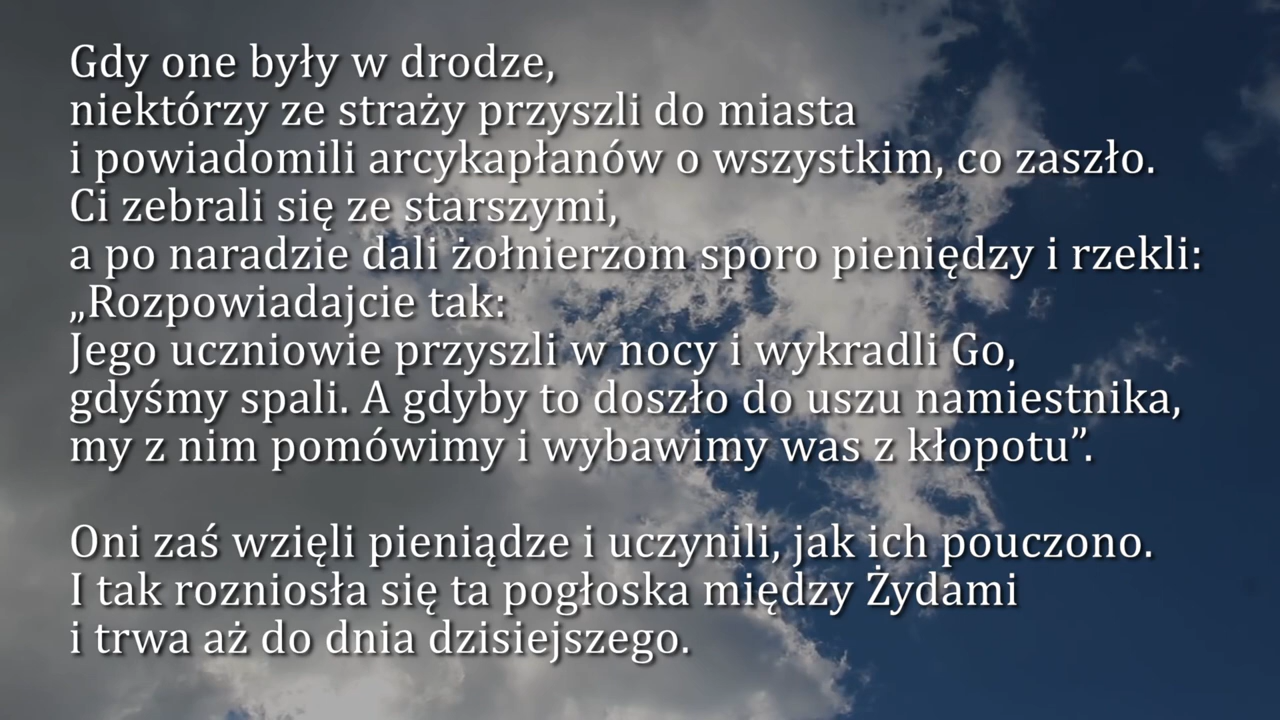 Gdy one były w drodze,
niektórzy ze straży przyszli do miasta
i powiadomili arcykapłanów o wszystkim, co zaszło.
Ci zebrali się ze starszymi,
a po naradzie dali żołnierzom sporo pieniędzy i rzekli:
„Rozpowiadajcie tak:
Jego uczniowie przyszli w nocy i wykradli Go,
gdyśmy spali. A gdyby to doszło do uszu namiestnika,
my z nim pomówimy i wybawimy was z kłopotu”.
Oni zaś wzięli pieniądze i uczynili, jak ich pouczono.
I tak rozniosła się ta pogłoska między Żydami
i trwa aż do dnia dzisiejszego.